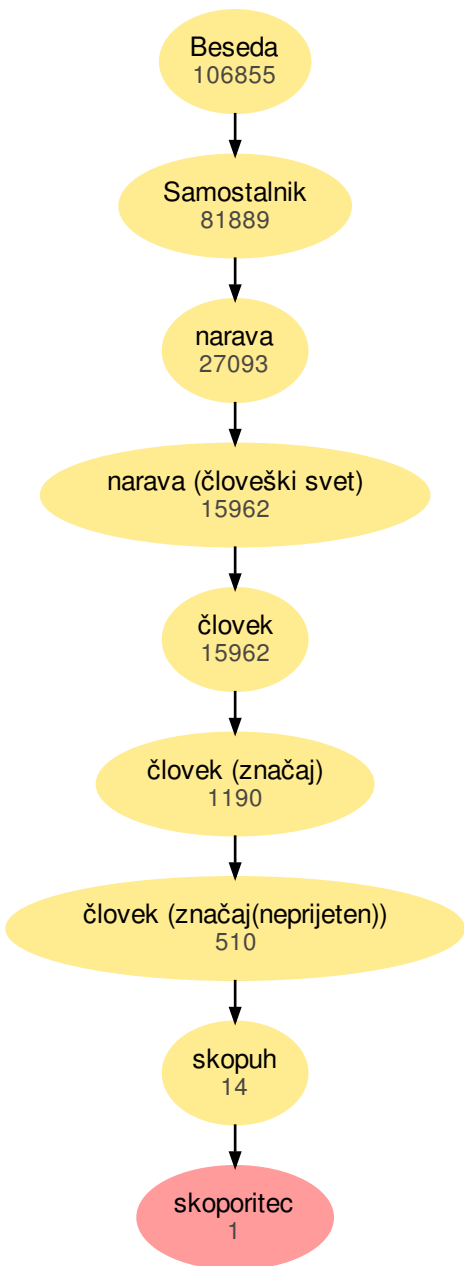 Beseda
106855
Samostalnik
81889
narava
27093
narava (človeški svet)
15962
človek
15962
človek (značaj)
1190
človek (značaj(neprijeten))
510
skopuh
14
skoporitec
1